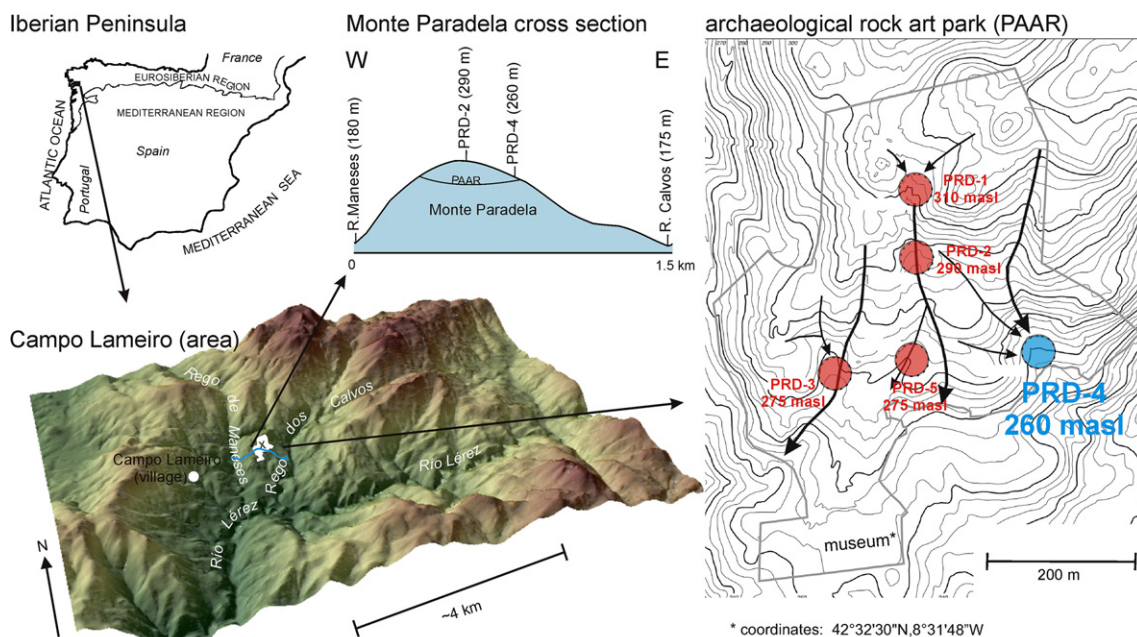 Iberian Peninsula
France
EUROSIBERIAN REGION
MEDITERRANEAN REGION
ATLANTIC OCEAN
Portugal
Spain
MEDITERRANEAN SEA
Monte Paradela cross section
W
E
R.Maneses (180 m)
PRD-2 (290 m)
PRD-4 (260 m)
R. Calvos (175 m)
PAAR
Monte Paradela
0
1.5 km
Campo Lameiro (area)
Rego de Maneses
Rego dos Calvos
Campo Lameiro
(village)
Río Lérez
Río Lérez
N
~4 km
archaeological rock art park (PAAR)
PRD-1
310 masl
PRD-2
290 masl
PRD-3
275 masl
PRD-5
275 masl
PRD-4
260 masl
museum*
200 m
* coordinates: 42°32'30"N,8°31'48"W